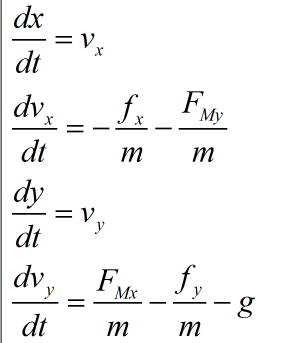 dx/dt = v_x
dv_x/dt = -f_x/m - F_My/m
dy/dt = v_y
dv_y/dt = F_Mx/m - f_y/m - g